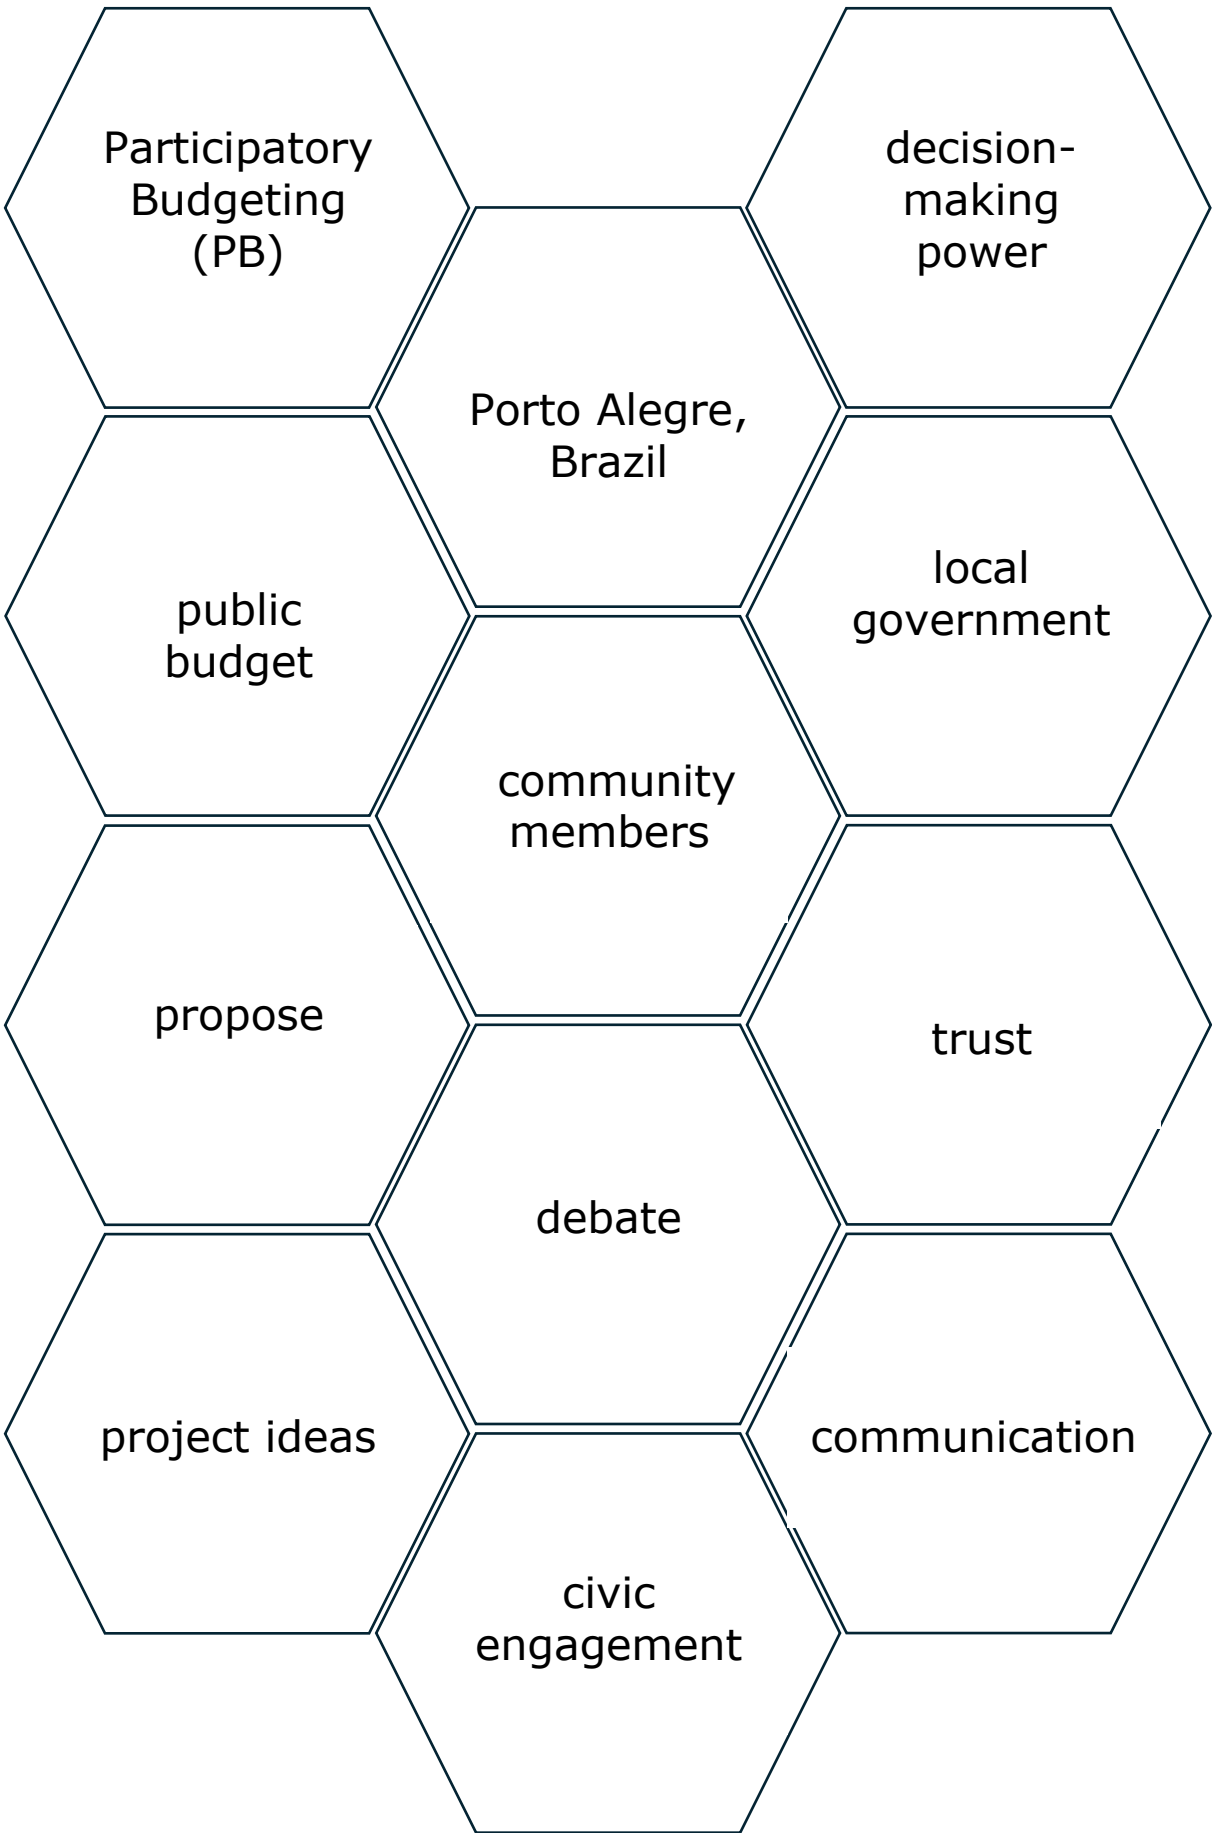 Participatory
Budgeting
(PB)
decision-
making
power
Porto Alegre,
Brazil
public
budget
local
government
community
members
propose
trust
debate
project ideas
communication
civic
engagement